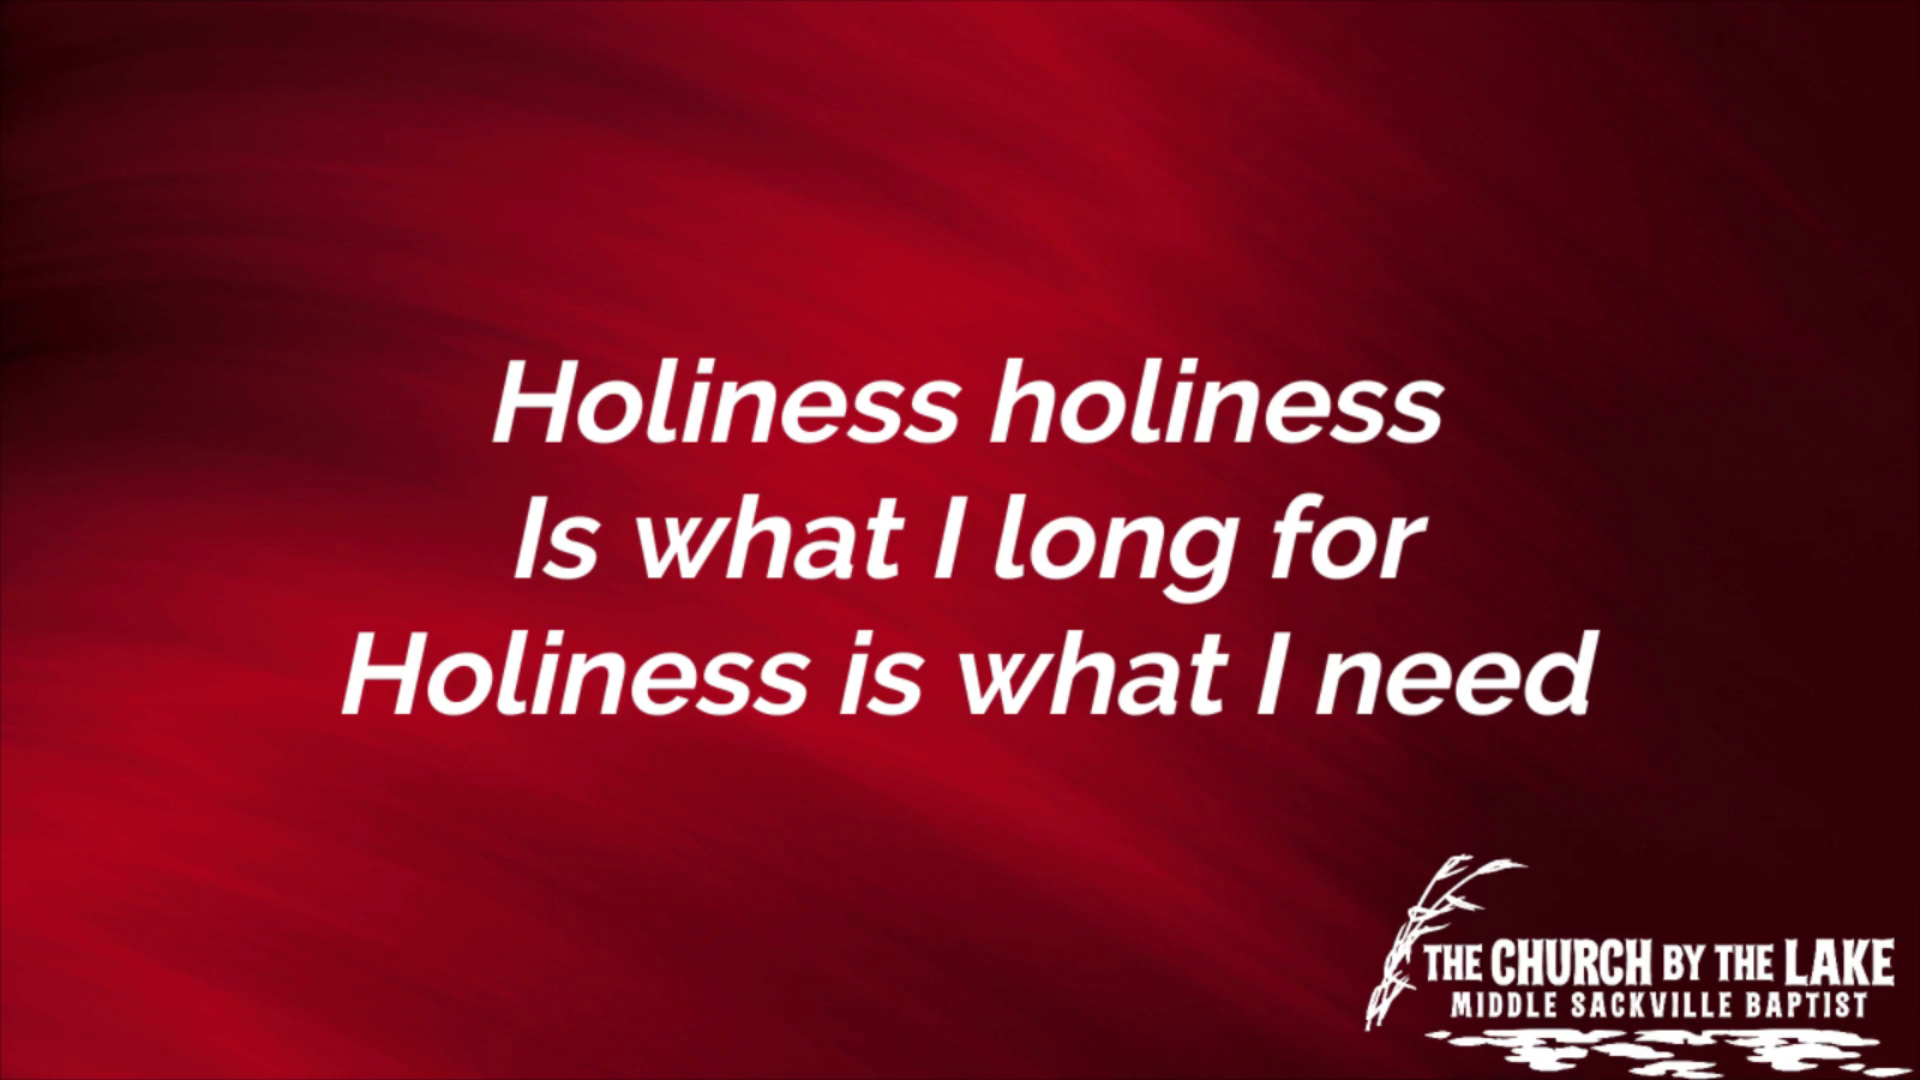 Holiness holiness
Is what I long for
Holiness is what I need
THE CHURCH BY THE LAKE
MIDDLE SACKVILLE BAPTIST